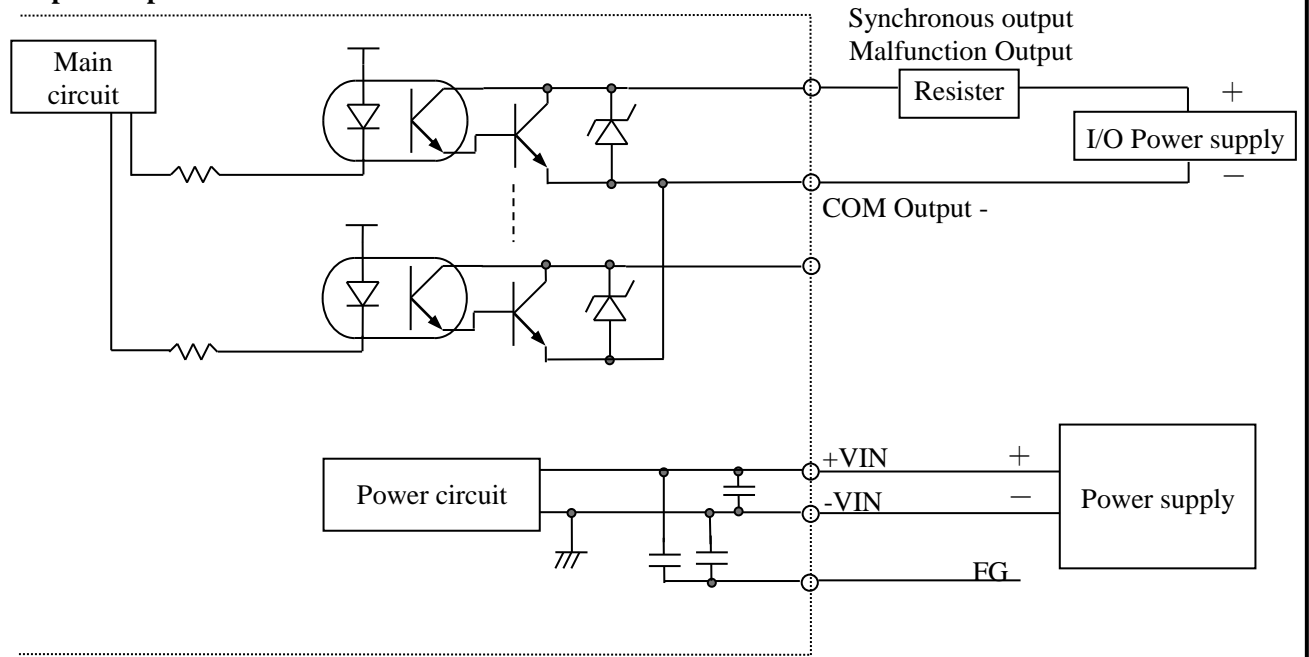 Synchronous output
Malfunction Output
Main
circuit
Resister
+
I/O Power supply
−
COM Output -
+VIN
+
Power circuit
-VIN
−
Power supply
FG